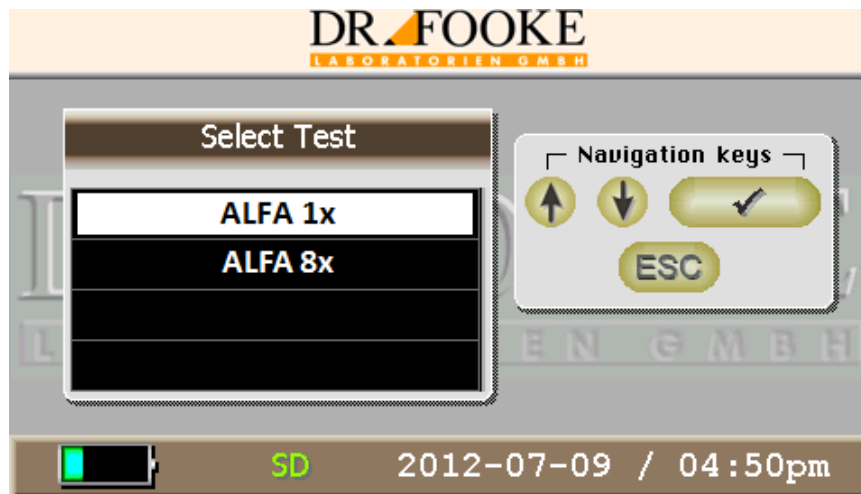 DR. FOOKE
LABORATORIEN GMBH
Select Test
ALFA 1x
ALFA 8x
Navigation keys
ESC
SD 2012-07-09 / 04:50pm